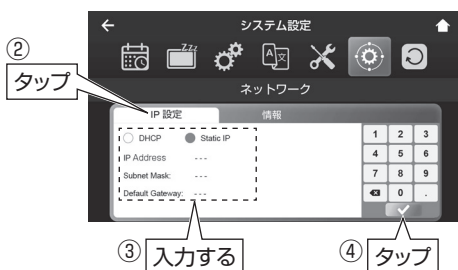 システム設定
②
タップ
ZZZ
A
文
ネットワーク
IP 設定
情報
DHCP
Static IP
IP Address
- - -
Subnet Mask:
- - -
Default Gateway:
- - -
1 2 3
4 5 6
7 8 9
0 .
③ 入力する
④ タップ